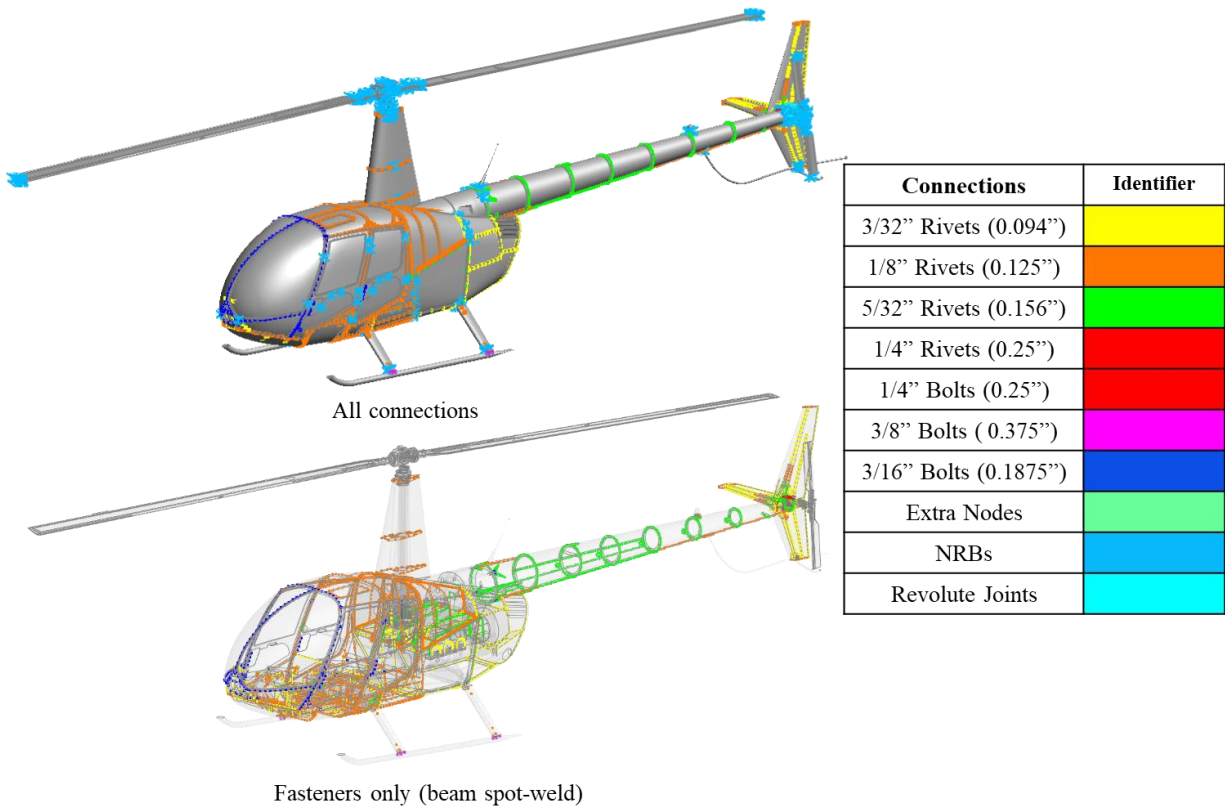 All connections
Fasteners only (beam spot-weld)
Connections Identifier
3/32” Rivets (0.094”)
1/8” Rivets (0.125”)
5/32” Rivets (0.156”)
1/4” Rivets (0.25”)
1/4” Bolts (0.25”)
3/8” Bolts ( 0.375”)
3/16” Bolts (0.1875”)
Extra Nodes
NRBs
Revolute Joints